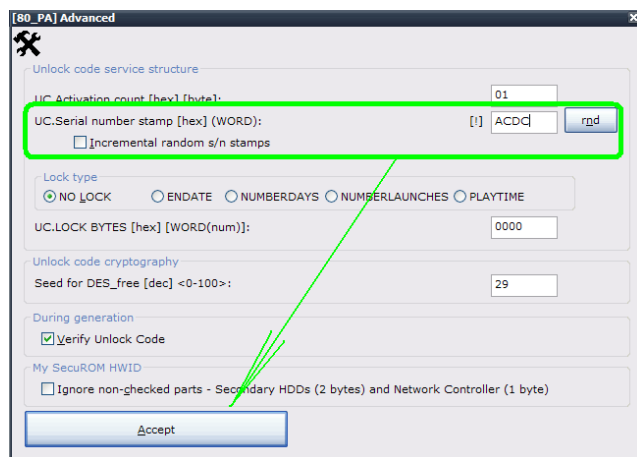 [80_PA] Advanced
Unlock code service structure
UC.Activation count [hex] [byte]: 01
UC.Serial number stamp [hex] (WORD): [!] ACDC rnd
Incremental random s/n stamps
Lock type
NO LOCK ENDATE NUMBERDAYS NUMBERLAUNCHES PLAYTIME
UC.LOCK BYTES [hex] [WORD(num)]: 0000
Unlock code cryptography
Seed for DES_free [dec] <0-100>: 29
During generation
Verify Unlock Code
My SecuROM HWID
Ignore non-checked parts - Secondary HDDs (2 bytes) and Network Controller (1 byte)
Accept